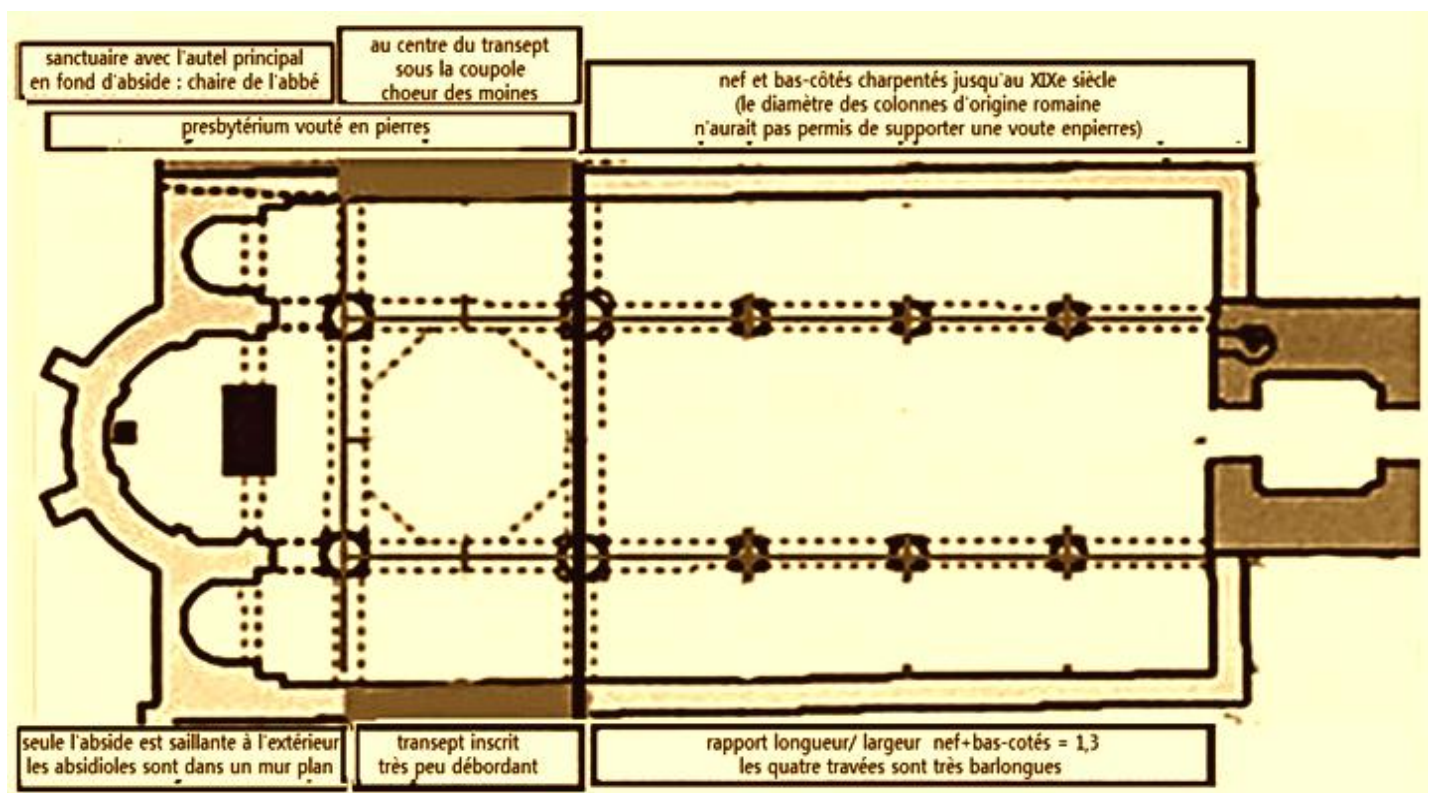 sanctuaire avec l'autel principal
en fond d'abside : chaire de l'abbé
au centre du transept
sous la coupole
choeur des moines
nef et bas-côtés charpentés jusqu'au XIXe siècle
(le diamètre des colonnes d'origine romaine
n'aurait pas permis de supporter une voute enpierres)
presbytérium vouté en pierres
seule l'abside est saillante à l'extérieur
les absidioles sont dans un mur plan
transept inscrit
très peu débordant
rapport longueur/ largeur nef+bas-cotés = 1,3
les quatre travées sont très barlongues